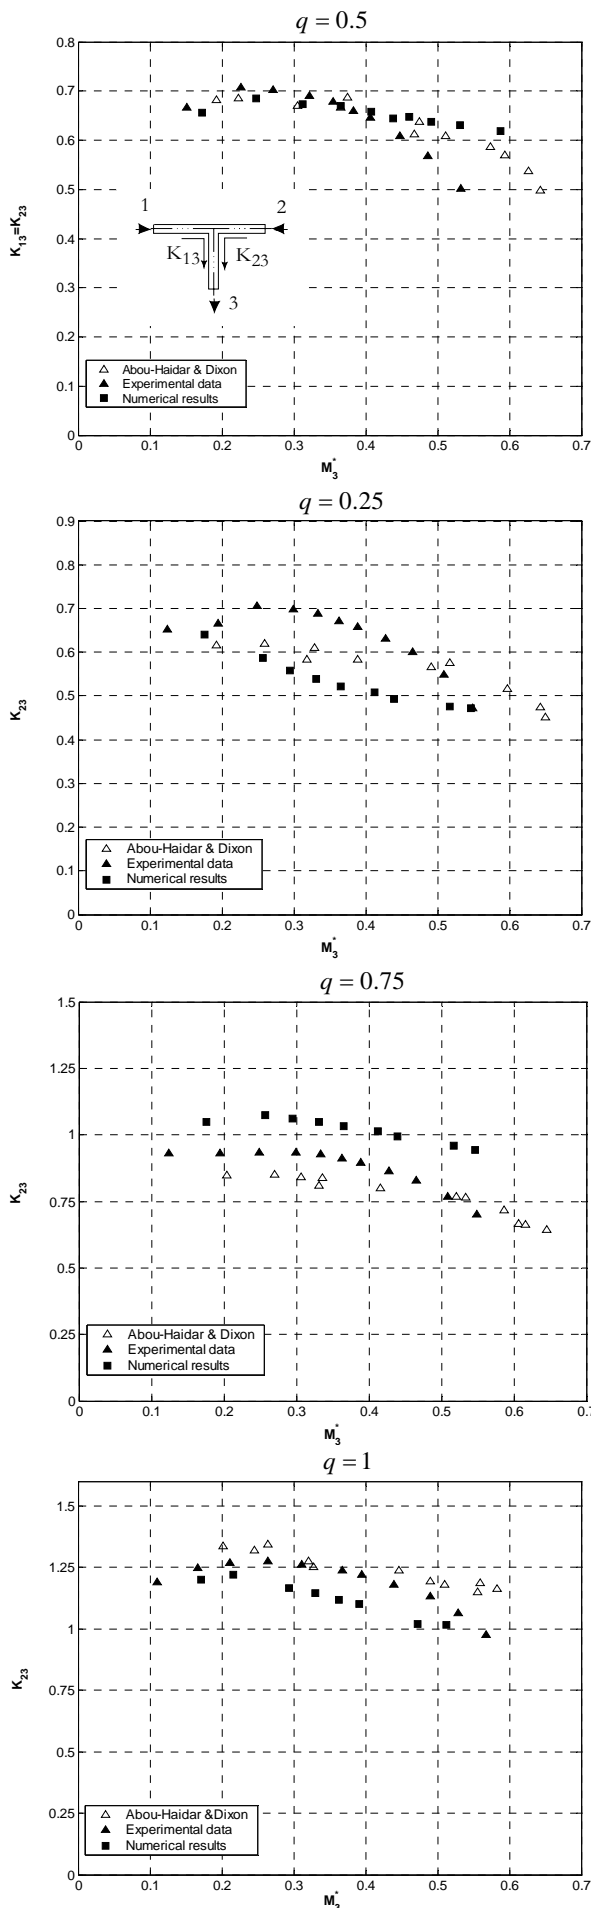 q = 0.5
0.8
0.7
0.6
0.5
0.4
0.3
0.2
0.1
0
K13=K23
1 2
K13 K23
3
Abou-Haidar & Dixon
Experimental data
Numerical results
0 0.1 0.2 0.3 0.4 0.5 0.6 0.7
M3*
q = 0.25
0.9
0.8
0.7
0.6
0.5
0.4
0.3
0.2
0.1
0
K23
Abou-Haidar & Dixon
Experimental data
Numerical results
0 0.1 0.2 0.3 0.4 0.5 0.6 0.7
M3*
q = 0.75
1.5
1.25
1
0.75
0.5
0.25
0
K23
Abou-Haidar & Dixon
Experimental data
Numerical results
0 0.1 0.2 0.3 0.4 0.5 0.6 0.7
M3*
q = 1
1.5
1.25
1
0.75
0.5
0.25
0
K23
Abou-Haidar &Dixon
Experimental data
Numerical results
0 0.1 0.2 0.3 0.4 0.5 0.6 0.7
M3*